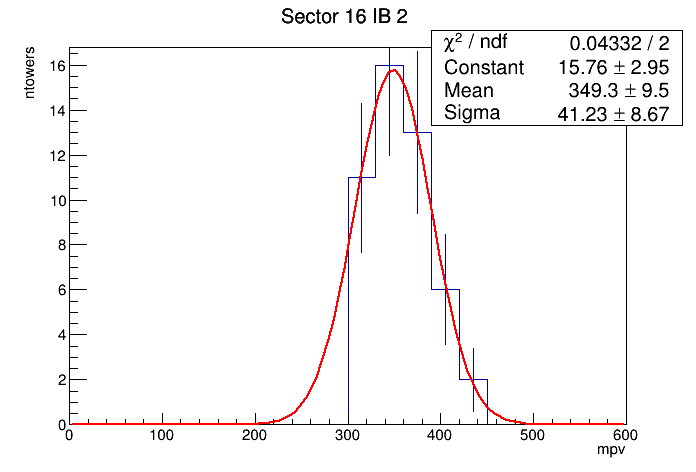 Sector 16 IB 2
χ² / ndf 0.04332 / 2
Constant 15.76 ± 2.95
Mean 349.3 ± 9.5
Sigma 41.23 ± 8.67
ntowers
16
14
12
10
8
6
4
2
0
0 100 200 300 400 500 600
mpv